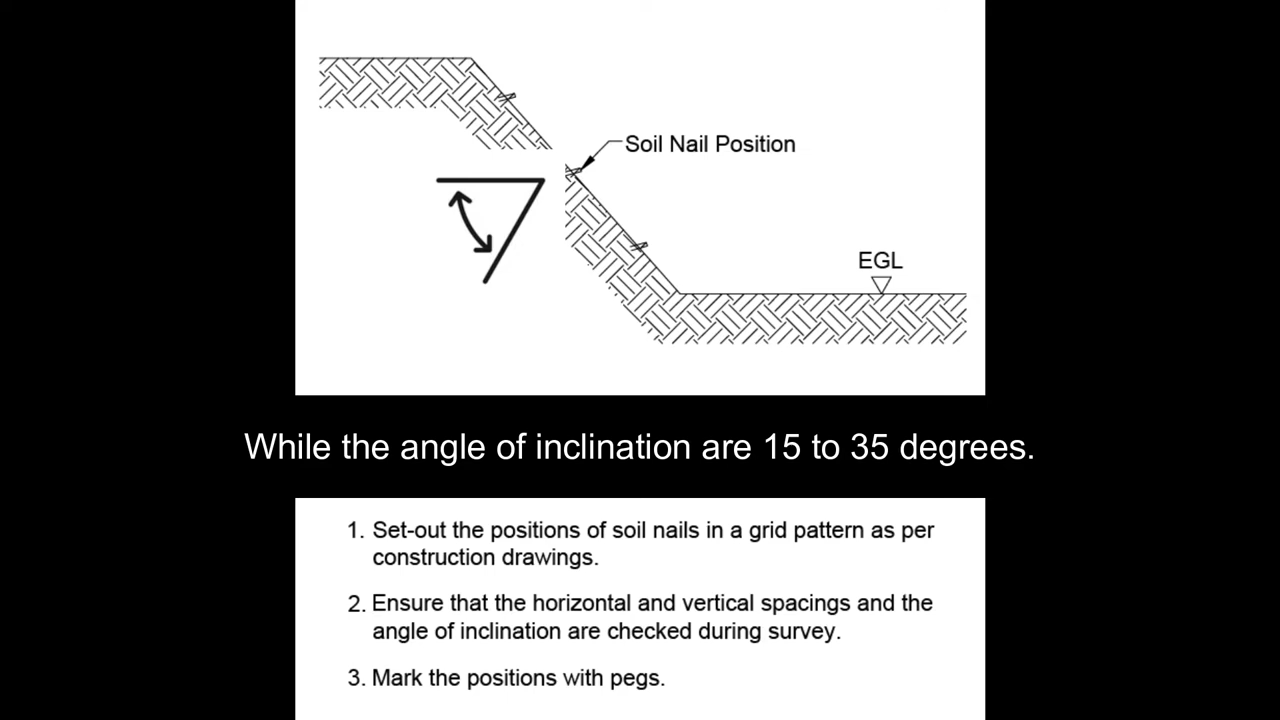 Soil Nail Position
EGL
While the angle of inclination are 15 to 35 degrees.
1. Set-out the positions of soil nails in a grid pattern as per
construction drawings.
2. Ensure that the horizontal and vertical spacings and the
angle of inclination are checked during survey.
3. Mark the positions with pegs.